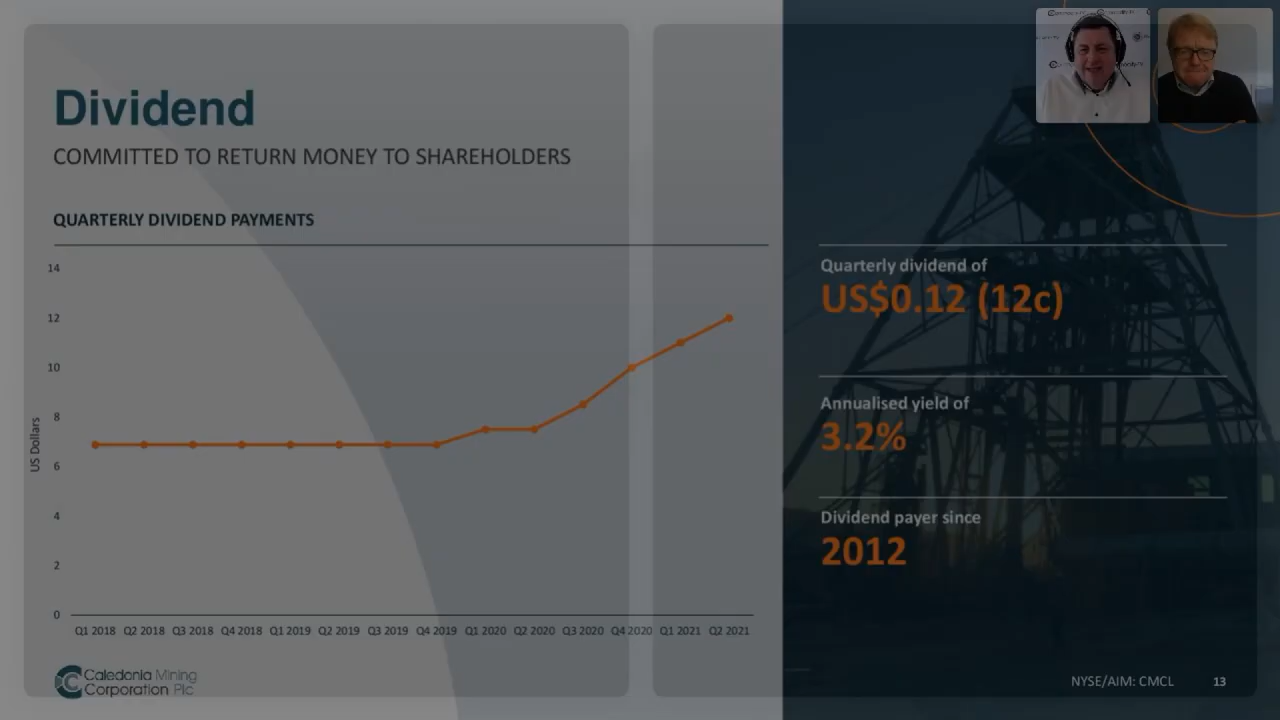 Dividend
COMMITTED TO RETURN MONEY TO SHAREHOLDERS
QUARTERLY DIVIDEND PAYMENTS
14
12
10
8
6
4
2
0
US Dollars
Q1 2018 Q2 2018 Q3 2018 Q4 2018 Q1 2019 Q2 2019 Q3 2019 Q4 2019 Q1 2020 Q2 2020 Q3 2020 Q4 2020 Q1 2021 Q2 2021
Quarterly dividend of
US$0.12 (12c)
Annualised yield of
3.2%
Dividend payer since
2012
Caledonia Mining
Corporation Plc
NYSE/AIM: CMCL 13